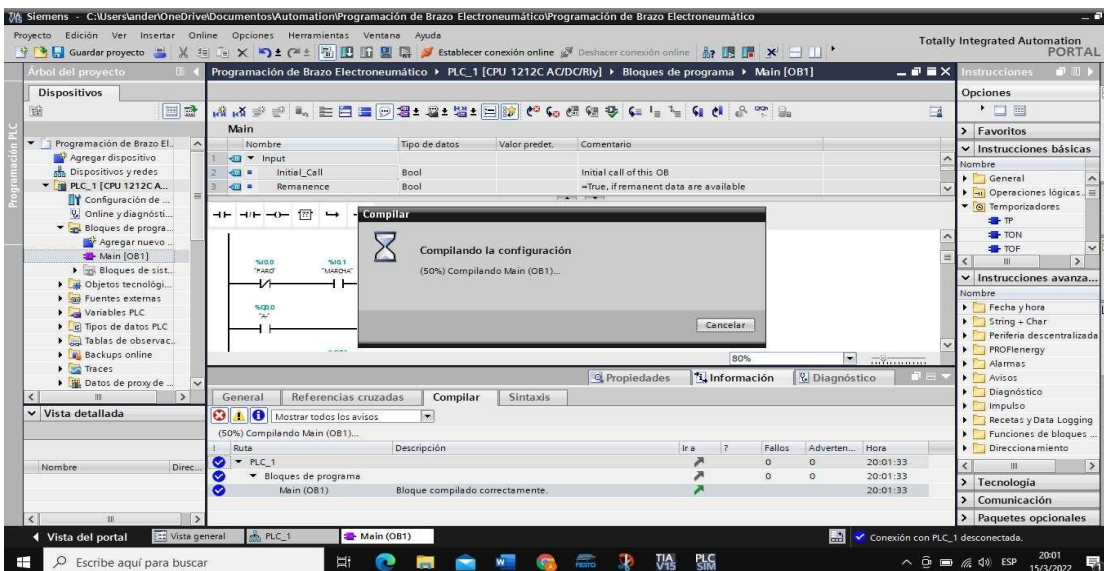 Siemens - C:\Users\ander\OneDrive\Documentos\Automation\Programación de Brazo Electroneumático\Programación de Brazo Electroneumático
Proyecto Edición Ver Insertar Online Opciones Herramientas Ventana Ayuda
Guardar proyecto Establecer conexión online Deshacer conexión online
Totally Integrated Automation
PORTAL
Árbol del proyecto
Programación de Brazo Electroneumático PLC_1 [CPU 1212C AC/DC/Rly] Bloques de programa Main [OB1]
Instrucciones
Dispositivos
Opciones
Programación PLC
Programación de Brazo El..
Agregar dispositivo
Dispositivos y redes
PLC_1 [CPU 1212C A...
Configuración de ...
Online y diagnósti...
Bloques de progra...
Agregar nuevo ..
Main [OB1]
Bloques de sist...
Objetos tecnológi...
Fuentes externas
Variables PLC
Tipos de datos PLC
Tablas de observac..
Backups online
Traces
Datos de proxy de ...
Vista detallada
Nombre Direc...
Main
Nombre Tipo de datos Valor predet. Comentario
1 Input
2 Initial_Call Bool Initial call of this OB
3 Remanence Bool =True, if remanent data are available
??
%I0.0 %I0.1
"PARO" "MARCHA"
%Q0.0
"A-"
Compilar
Compilando la configuración
(50%) Compilando Main (OB1)...
Cancelar
80%
Propiedades Información Diagnóstico
General Referencias cruzadas Compilar Sintaxis
Mostrar todos los avisos
(50%) Compilando Main (OB1)...
! Ruta Descripción Ir a ? Fallos Adverten... Hora
PLC_1 0 0 20:01:33
Bloques de programa 0 0 20:01:33
Main (OB1) Bloque compilado correctamente. 20:01:33
Favoritos
Instrucciones básicas
Nombre
General
Operaciones lógicas..
Temporizadores
TP
TON
TOF
Instrucciones avanza...
Nombre
Fecha y hora
String + Char
Periferia descentralizada
PROFIenergy
Alarmas
Avisos
Diagnóstico
Impulso
Recetas y Data Logging
Funciones de bloques ...
Direccionamiento
Tecnología
Comunicación
Paquetes opcionales
Vista del portal Vista general PLC_1 Main (OB1) Conexión con PLC_1 desconectada.
Escribe aquí para buscar
FESTO
TIA V15
PLC SIM
ESP
20:01
15/3/2022